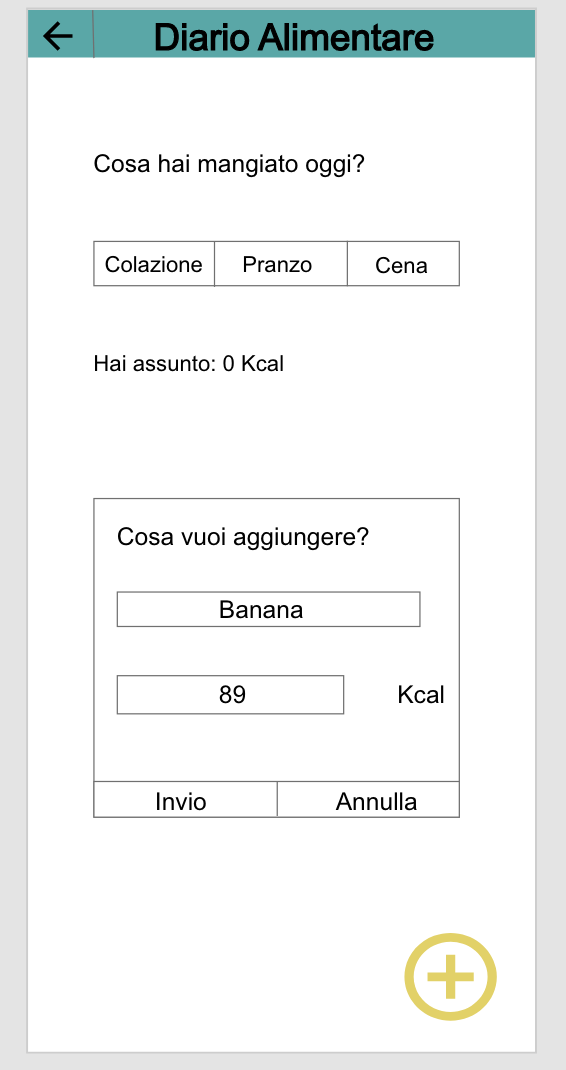 Diario Alimentare
Cosa hai mangiato oggi?
Colazione Pranzo Cena
Hai assunto: 0 Kcal
Cosa vuoi aggiungere?
Banana
89 Kcal
Invio Annulla